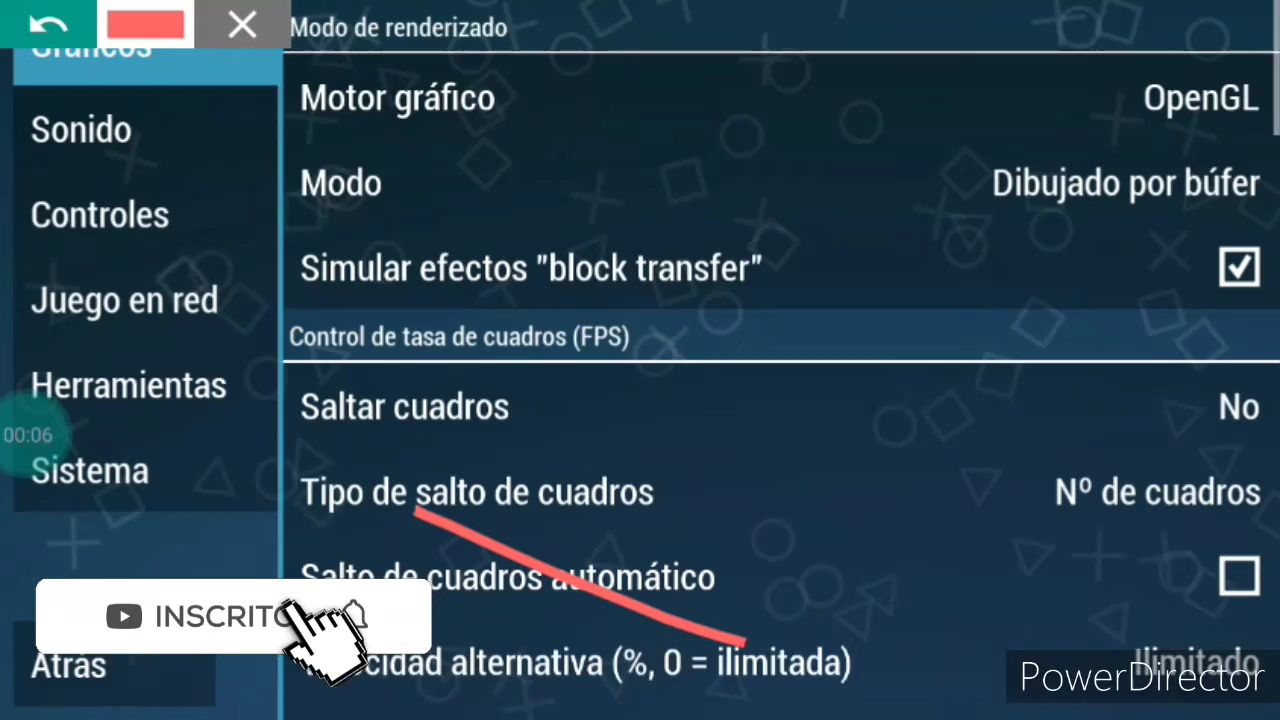 Gráficos
Modo de renderizado
Motor gráfico OpenGL
Sonido
Modo Dibujado por búfer
Controles
Simular efectos "block transfer"
Juego en red
Control de tasa de cuadros (FPS)
Herramientas
Saltar cuadros No
00:06
Sistema
Tipo de salto de cuadros Nº de cuadros
Salto de cuadros automático
INSCRITO
Atrás
cidad alternativa (%, 0 = ilimitada) Ilimitado
PowerDirector